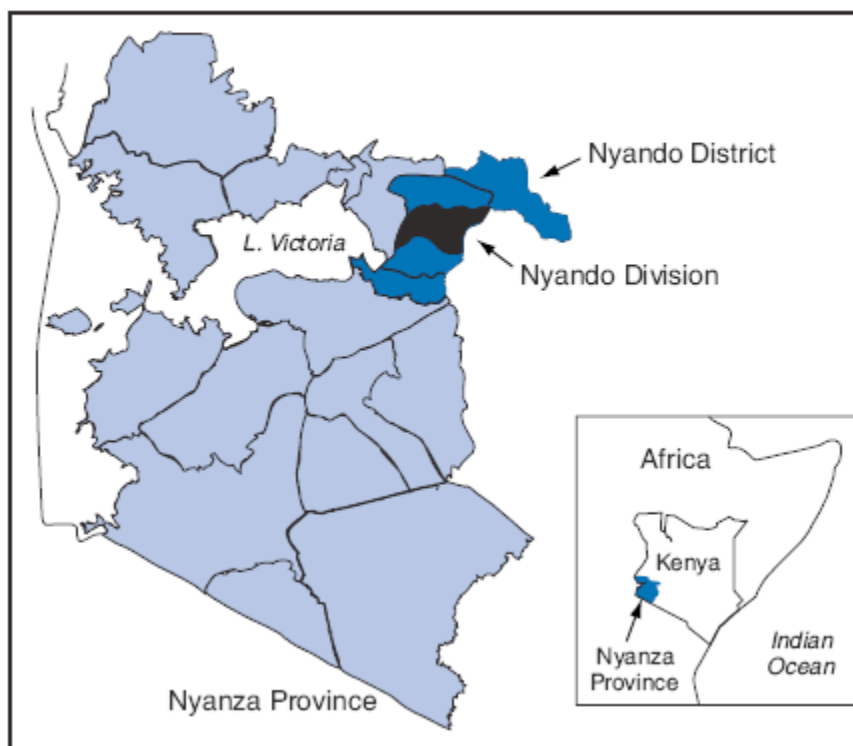 Nyando District
L. Victoria
Nyando Division
Africa
Kenya
Nyanza
Province
Indian
Ocean
Nyanza Province